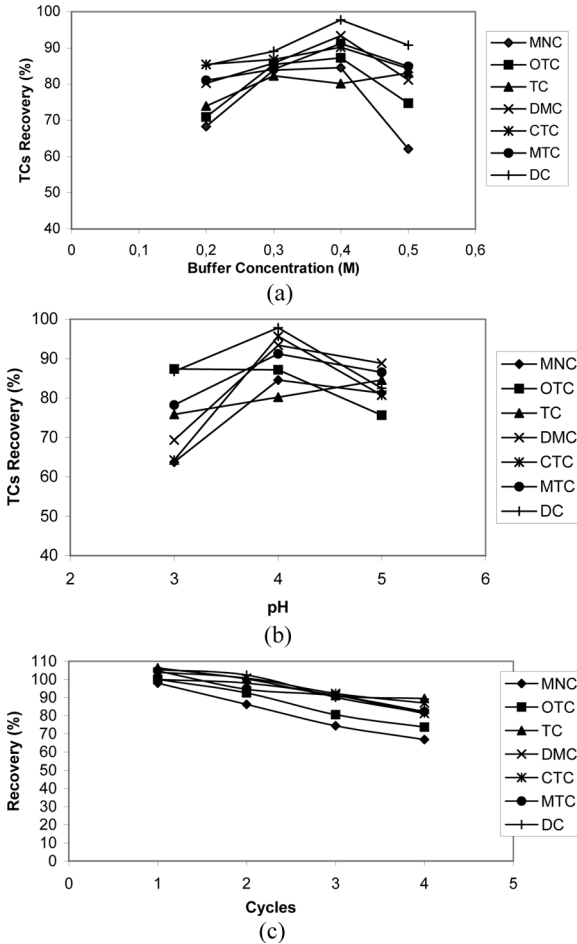 100
90
80
70
60
50
40
TCs Recovery (%)
0 0,1 0,2 0,3 0,4 0,5 0,6
Buffer Concentration (M)
MNC
OTC
TC
DMC
CTC
MTC
DC
(a)
100
90
80
70
60
50
40
TCs Recovery (%)
2 3 4 5 6
pH
MNC
OTC
TC
DMC
CTC
MTC
DC
(b)
110
100
90
80
70
60
50
40
30
20
10
0
Recovery (%)
0 1 2 3 4 5
Cycles
MNC
OTC
TC
DMC
CTC
MTC
DC
(c)